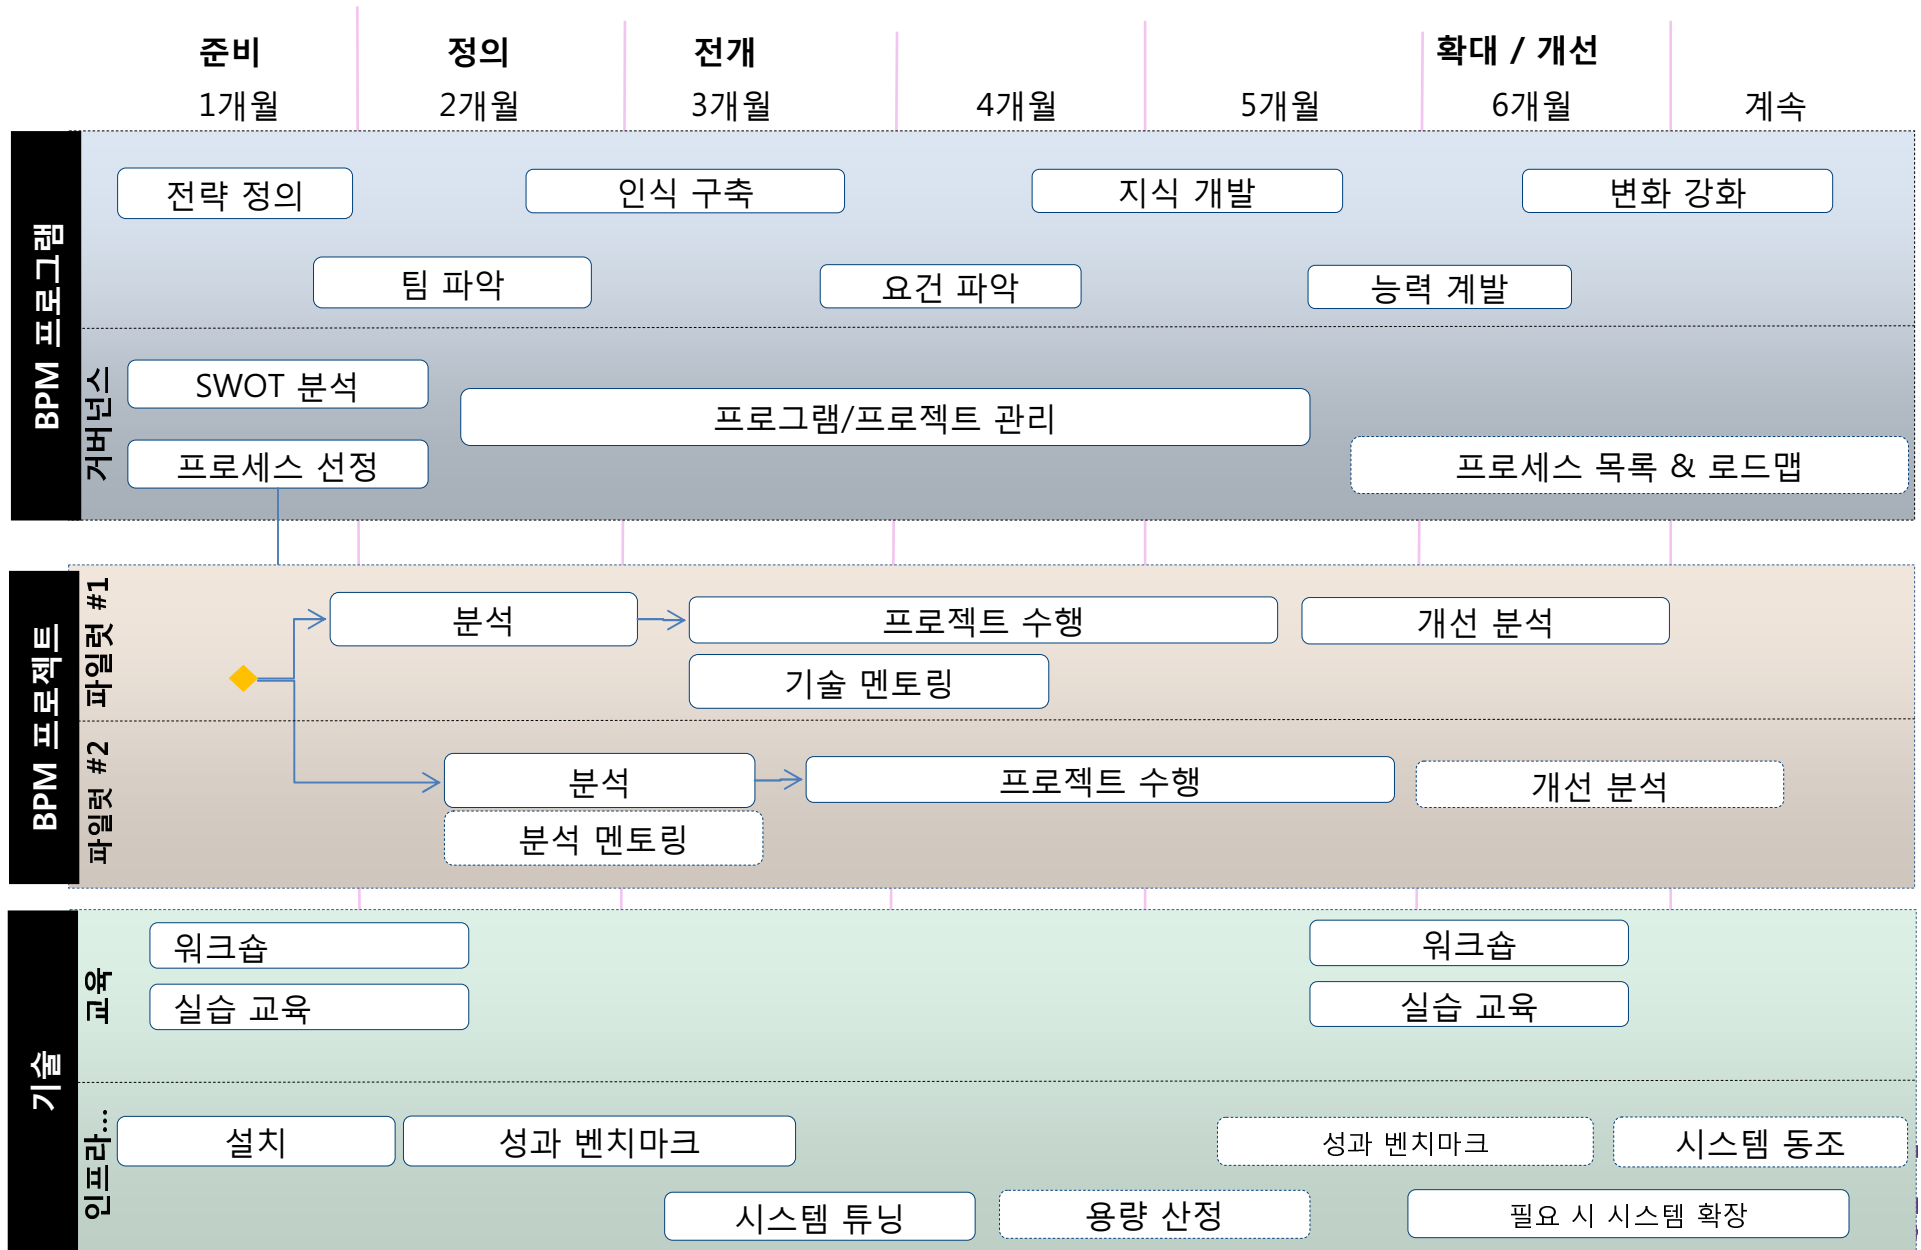 준비 정의 전개 확대 / 개선
1개월 2개월 3개월 4개월 5개월 6개월 계속
BPM 프로그램
전략 정의 인식 구축 지식 개발 변화 강화
팀 파악 요건 파악 능력 계발
거버넌스
SWOT 분석
프로그램/프로젝트 관리
프로세스 선정
프로세스 목록 & 로드맵
BPM 프로젝트
파일럿 #1
분석 프로젝트 수행 개선 분석
기술 멘토링
파일럿 #2
분석 프로젝트 수행 개선 분석
분석 멘토링
기술
교육
워크숍 워크숍
실습 교육 실습 교육
인프라...
설치 성과 벤치마크 성과 벤치마크 시스템 동조
시스템 튜닝 용량 산정 필요 시 시스템 확장